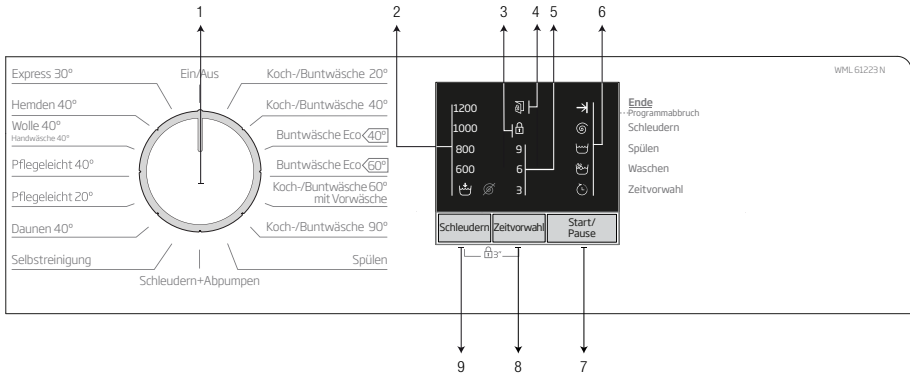 1
2
3
4
5
6
WML 61223 N
Express 30°
Ein/Aus
Koch-/Buntwäsche 20°
Hemden 40°
Koch-/Buntwäsche 40°
Wolle 40°
Handwäsche 40°
Buntwäsche Eco 40°
Pflegeleicht 40°
Buntwäsche Eco 60°
Pflegeleicht 20°
Koch-/Buntwäsche 60°
mit Vorwäsche
Daunen 40°
Koch-/Buntwäsche 90°
Selbstreinigung
Spülen
Schleudern+Abpumpen
1200
1000
800
600
9
6
3
Ende
Programmabbruch
Schleudern
Spülen
Waschen
Zeitvorwahl
Schleudern
Zeitvorwahl
Start/
Pause
3"
9
8
7